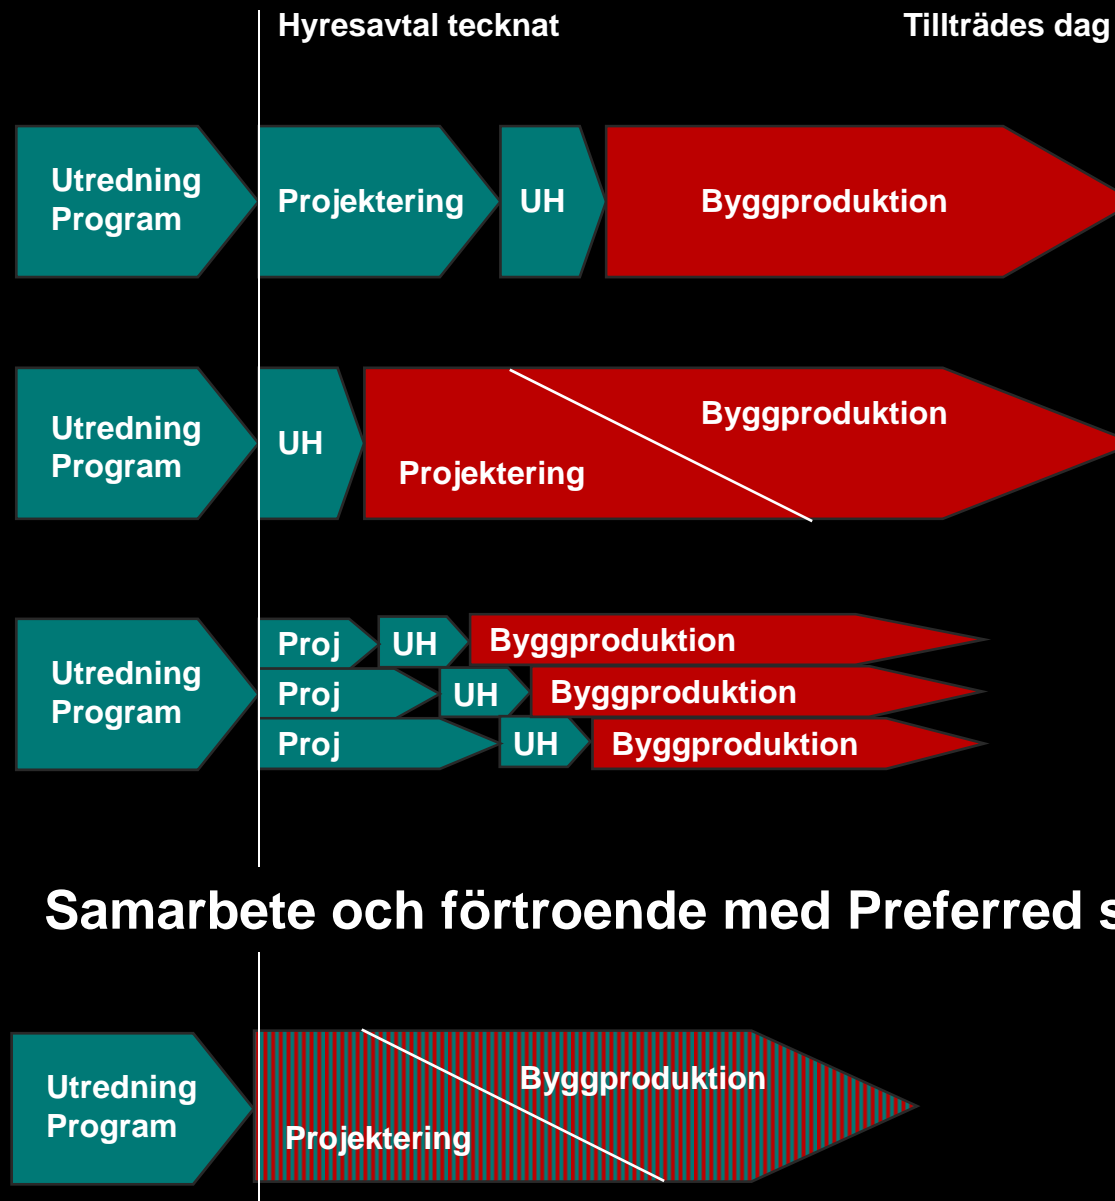 Hyresavtal tecknat
Tillträdes dag
Utredning
Program
Projektering
UH
Byggproduktion
Utredning
Program
UH
Projektering
Byggproduktion
Utredning
Program
Proj
UH
Byggproduktion
Proj
UH
Byggproduktion
Proj
UH
Byggproduktion
Samarbete och förtroende med Preferred s
Utredning
Program
Projektering
Byggproduktion